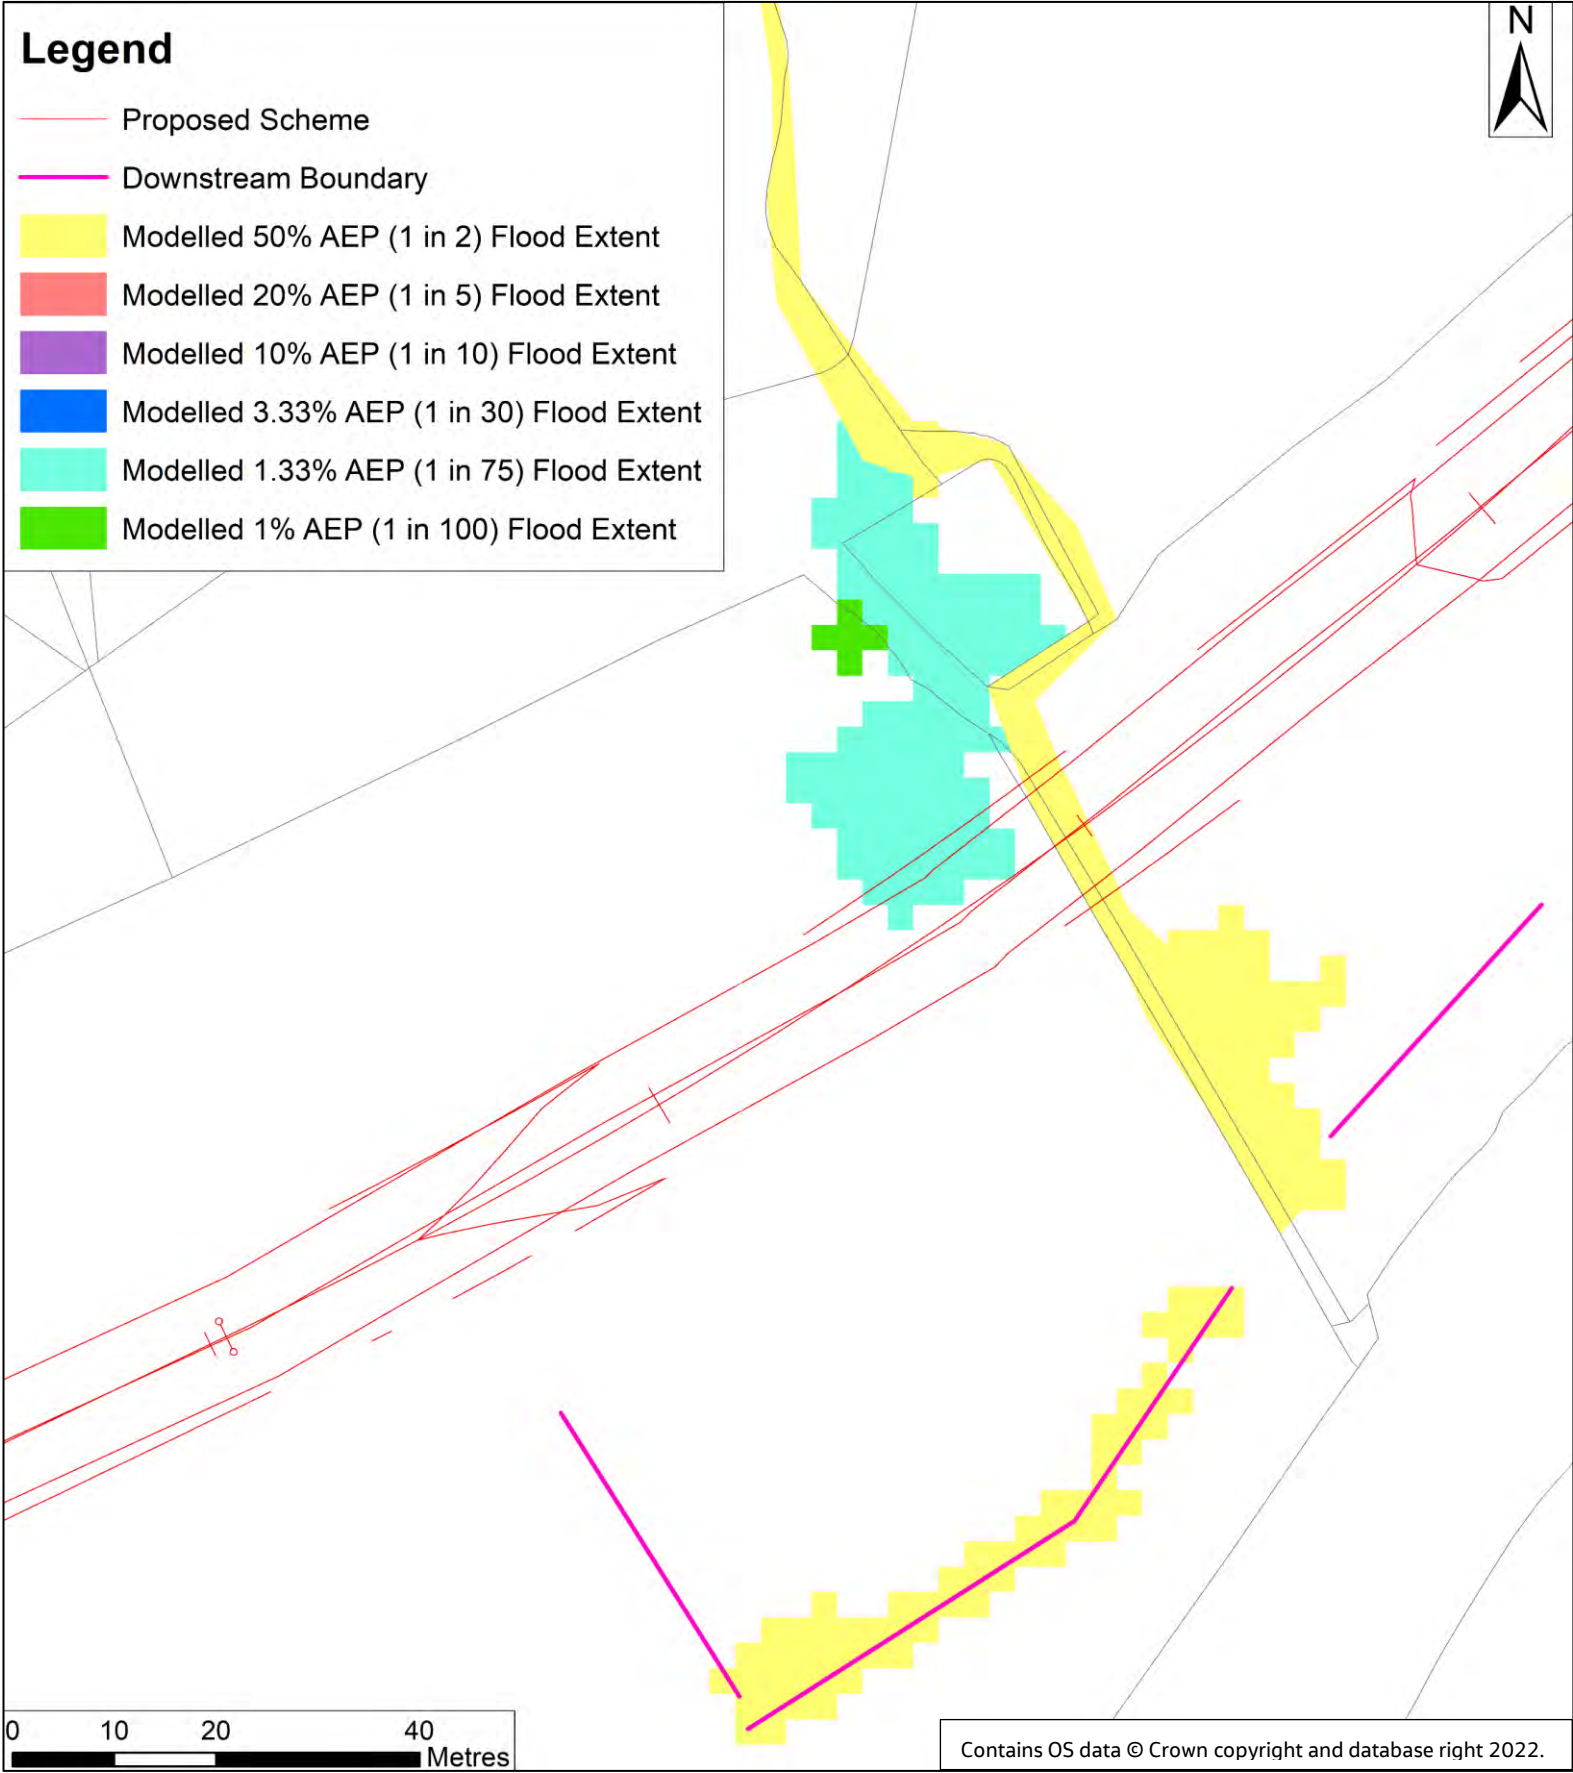 Legend
Proposed Scheme
Downstream Boundary
Modelled 50% AEP (1 in 2) Flood Extent
Modelled 20% AEP (1 in 5) Flood Extent
Modelled 10% AEP (1 in 10) Flood Extent
Modelled 3.33% AEP (1 in 30) Flood Extent
Modelled 1.33% AEP (1 in 75) Flood Extent
Modelled 1% AEP (1 in 100) Flood Extent
N
0 10 20 40
Metres
Contains OS data © Crown copyright and database right 2022.